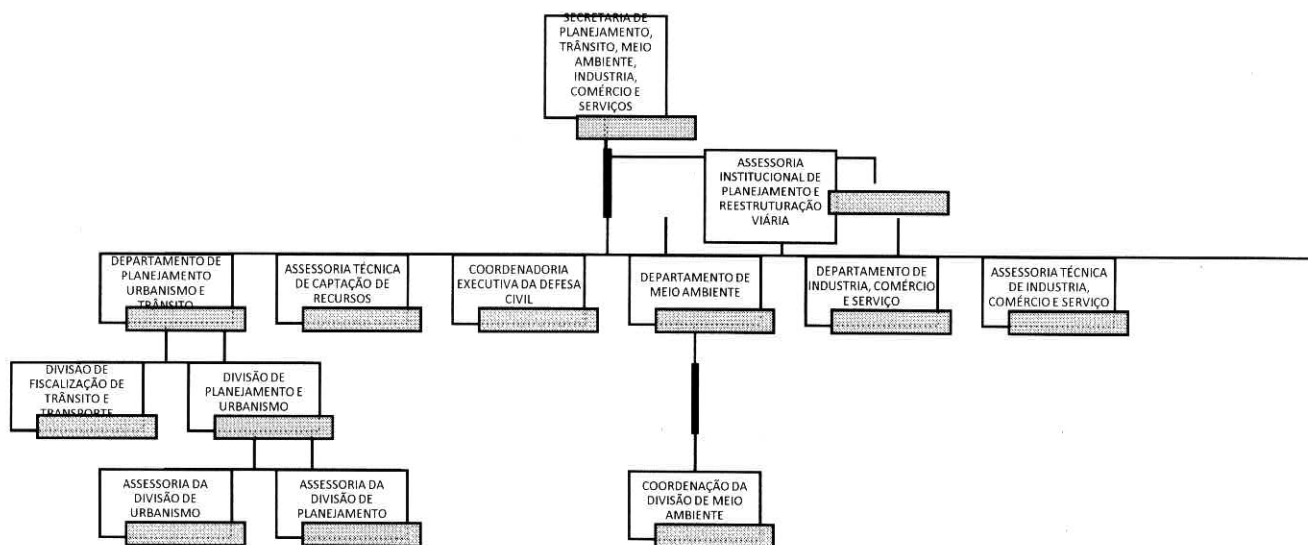 SECRETARIA DE
PLANEJAMENTO,
TRÂNSITO, MEIO
AMBIENTE,
INDUSTRIA,
COMÉRCIO E
SERVIÇOS
ASSESSORIA
INSTITUCIONAL DE
PLANEJAMENTO E
REESTRUTURAÇÃO
VIÁRIA
DEPARTAMENTO DE
PLANEJAMENTO
URBANISMO E
TRÂNSITO
ASSESSORIA TÉCNICA
DE CAPTAÇÃO DE
RECURSOS
COORDENADORIA
EXECUTIVA DA DEFESA
CIVIL
DEPARTAMENTO DE
MEIO AMBIENTE
DEPARTAMENTO DE
INDUSTRIA, COMÉRCIO
E SERVIÇO
ASSESSORIA TÉCNICA
DE INDUSTRIA,
COMÉRCIO E SERVIÇO
DIVISÃO DE
FISCALIZAÇÃO DE
TRÂNSITO E
TRANSPORTE
DIVISÃO DE
PLANEJAMENTO E
URBANISMO
ASSESSORIA DA
DIVISÃO DE
URBANISMO
ASSESSORIA DA
DIVISÃO DE
PLANEJAMENTO
COORDENAÇÃO DA
DIVISÃO DE MEIO
AMBIENTE